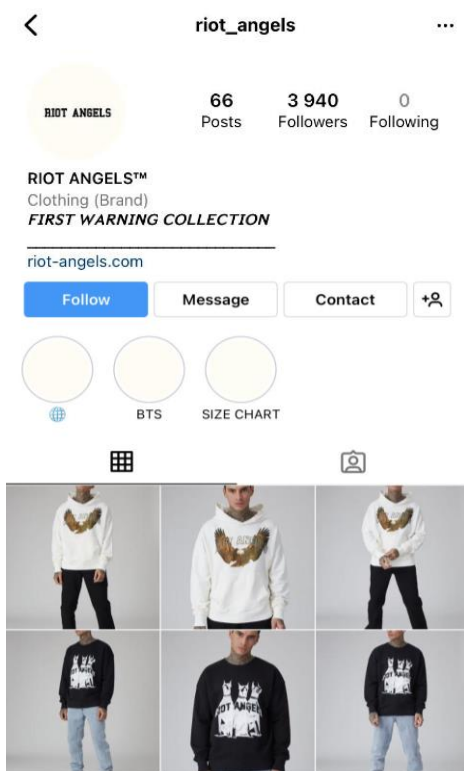 riot_angels
RIOT ANGELS
66 3 940 0
Posts Followers Following
RIOT ANGELS™
Clothing (Brand)
FIRST WARNING COLLECTION
riot-angels.com
Follow Message Contact
BTS SIZE CHART
RIOT ANGELS